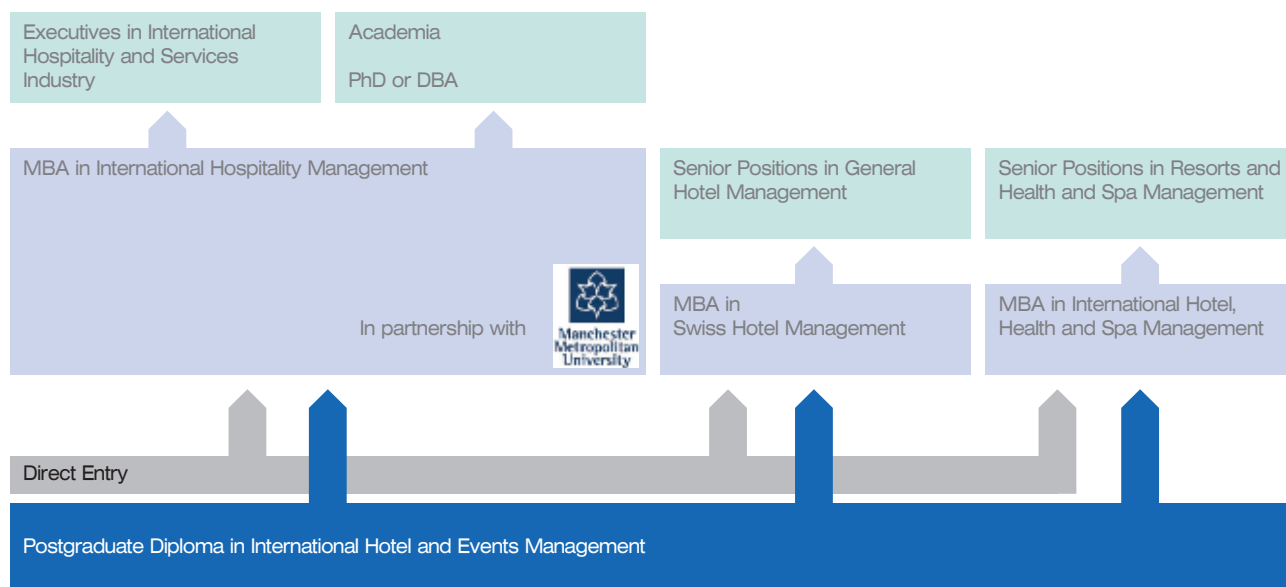 Executives in International
Hospitality and Services
Industry
Academia
PhD or DBA
MBA in International Hospitality Management
Senior Positions in General
Hotel Management
Senior Positions in Resorts and
Health and Spa Management
In partnership with
Manchester
Metropolitan
University
MBA in
Swiss Hotel Management
MBA in International Hotel,
Health and Spa Management
Direct Entry
Postgraduate Diploma in International Hotel and Events Management